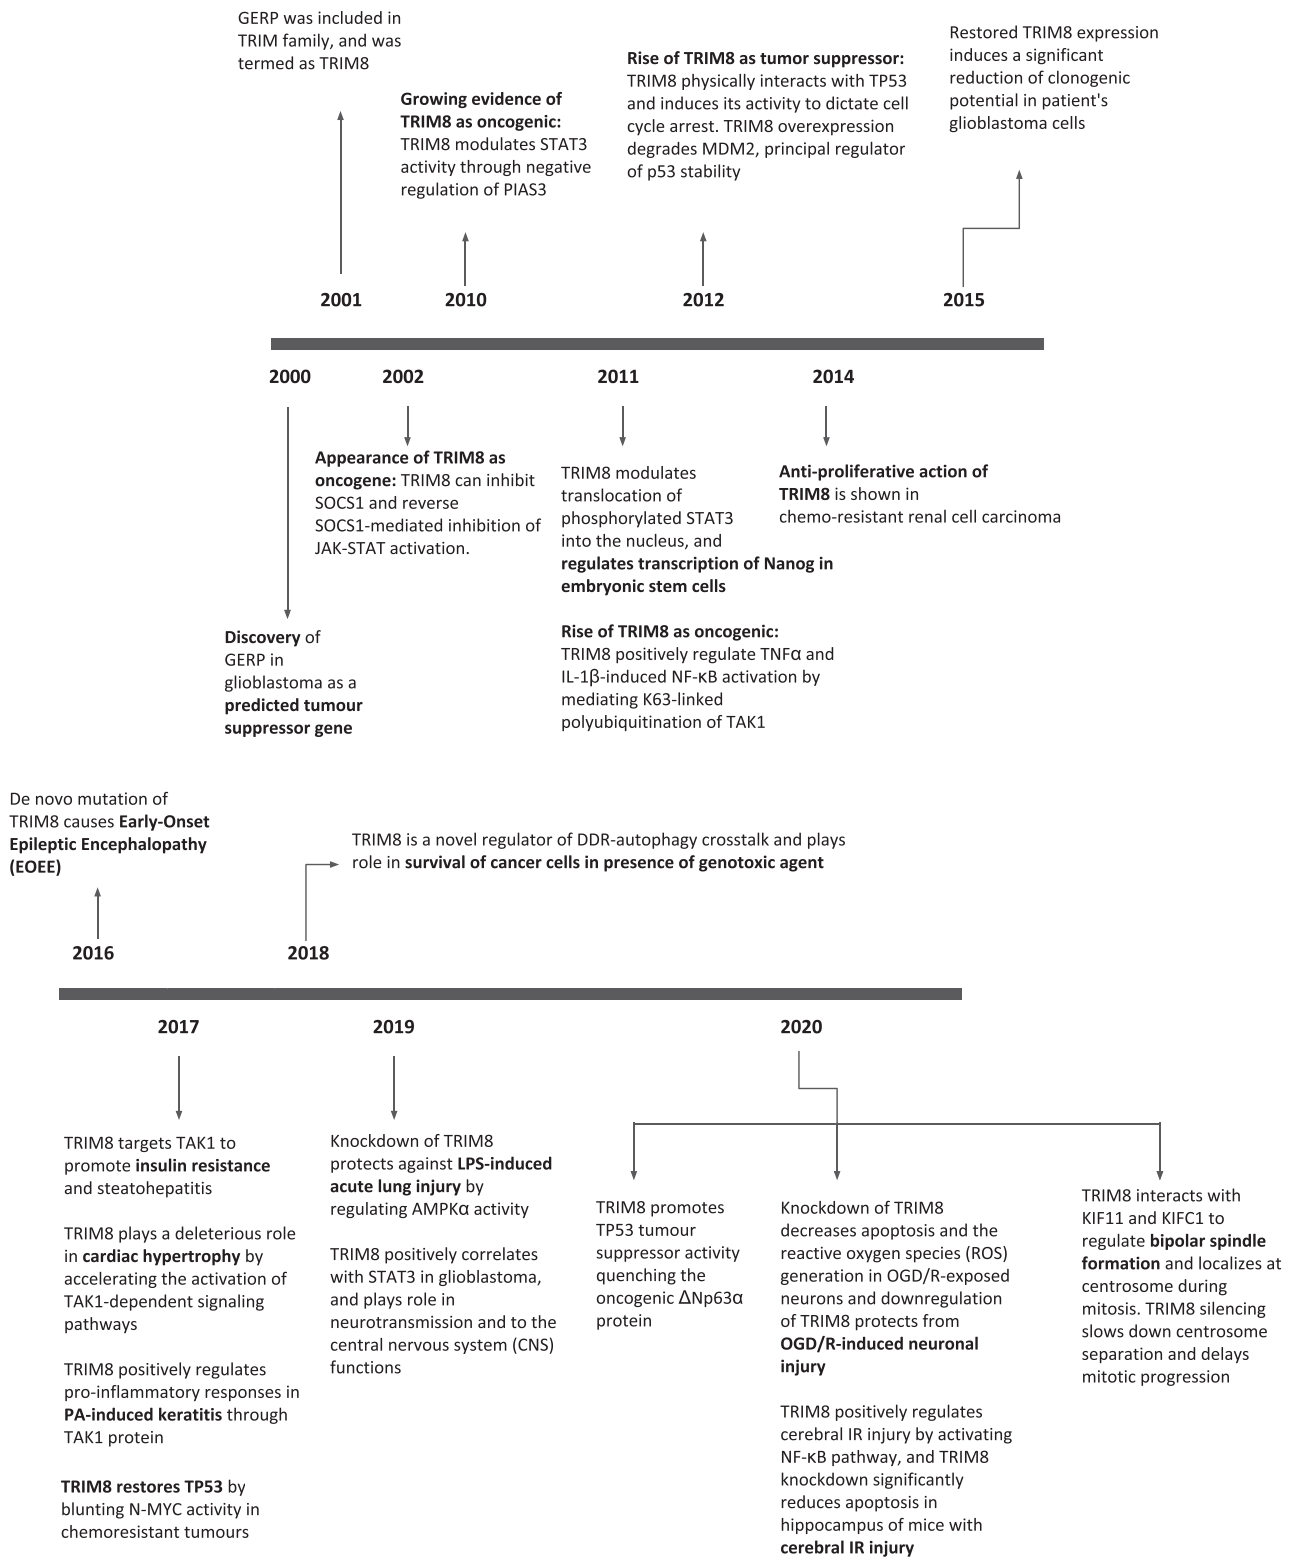 GERP was included in
TRIM family, and was
termed as TRIM8
Growing evidence of
TRIM8 as oncogenic:
TRIM8 modulates STAT3
activity through negative
regulation of PIAS3
Rise of TRIM8 as tumor suppressor:
TRIM8 physically interacts with TP53
and induces its activity to dictate cell
cycle arrest. TRIM8 overexpression
degrades MDM2, principal regulator
of p53 stability
Restored TRIM8 expression
induces a significant
reduction of clonogenic
potential in patient's
glioblastoma cells
2001
2010
2012
2015
2000
2002
2011
2014
Discovery of
GERP in
glioblastoma as a
predicted tumour
suppressor gene
Appearance of TRIM8 as
oncogene: TRIM8 can inhibit
SOCS1 and reverse
SOCS1-mediated inhibition of
JAK-STAT activation.
TRIM8 modulates
translocation of
phosphorylated STAT3
into the nucleus, and
regulates transcription of Nanog in
embryonic stem cells
Rise of TRIM8 as oncogenic:
TRIM8 positively regulate TNFα and
IL-1β-induced NF-κB activation by
mediating K63-linked
polyubiquitination of TAK1
Anti-proliferative action of
TRIM8 is shown in
chemo-resistant renal cell carcinoma
De novo mutation of
TRIM8 causes Early-Onset
Epileptic Encephalopathy
(EOEE)
TRIM8 is a novel regulator of DDR-autophagy crosstalk and plays
role in survival of cancer cells in presence of genotoxic agent
2016
2018
2017
2019
2020
TRIM8 targets TAK1 to
promote insulin resistance
and steatohepatitis
TRIM8 plays a deleterious role
in cardiac hypertrophy by
accelerating the activation of
TAK1-dependent signaling
pathways
TRIM8 positively regulates
pro-inflammatory responses in
PA-induced keratitis through
TAK1 protein
TRIM8 restores TP53 by
blunting N-MYC activity in
chemoresistant tumours
Knockdown of TRIM8
protects against LPS-induced
acute lung injury by
regulating AMPKα activity
TRIM8 positively correlates
with STAT3 in glioblastoma,
and plays role in
neurotransmission and to the
central nervous system (CNS)
functions
TRIM8 promotes
TP53 tumour
suppressor activity
quenching the
oncogenic ΔNp63α
protein
Knockdown of TRIM8
decreases apoptosis and the
reactive oxygen species (ROS)
generation in OGD/R-exposed
neurons and downregulation
of TRIM8 protects from
OGD/R-induced neuronal
injury
TRIM8 positively regulates
cerebral IR injury by activating
NF-κB pathway, and TRIM8
knockdown significantly
reduces apoptosis in
hippocampus of mice with
cerebral IR injury
TRIM8 interacts with
KIF11 and KIFC1 to
regulate bipolar spindle
formation and localizes at
centrosome during
mitosis. TRIM8 silencing
slows down centrosome
separation and delays
mitotic progression